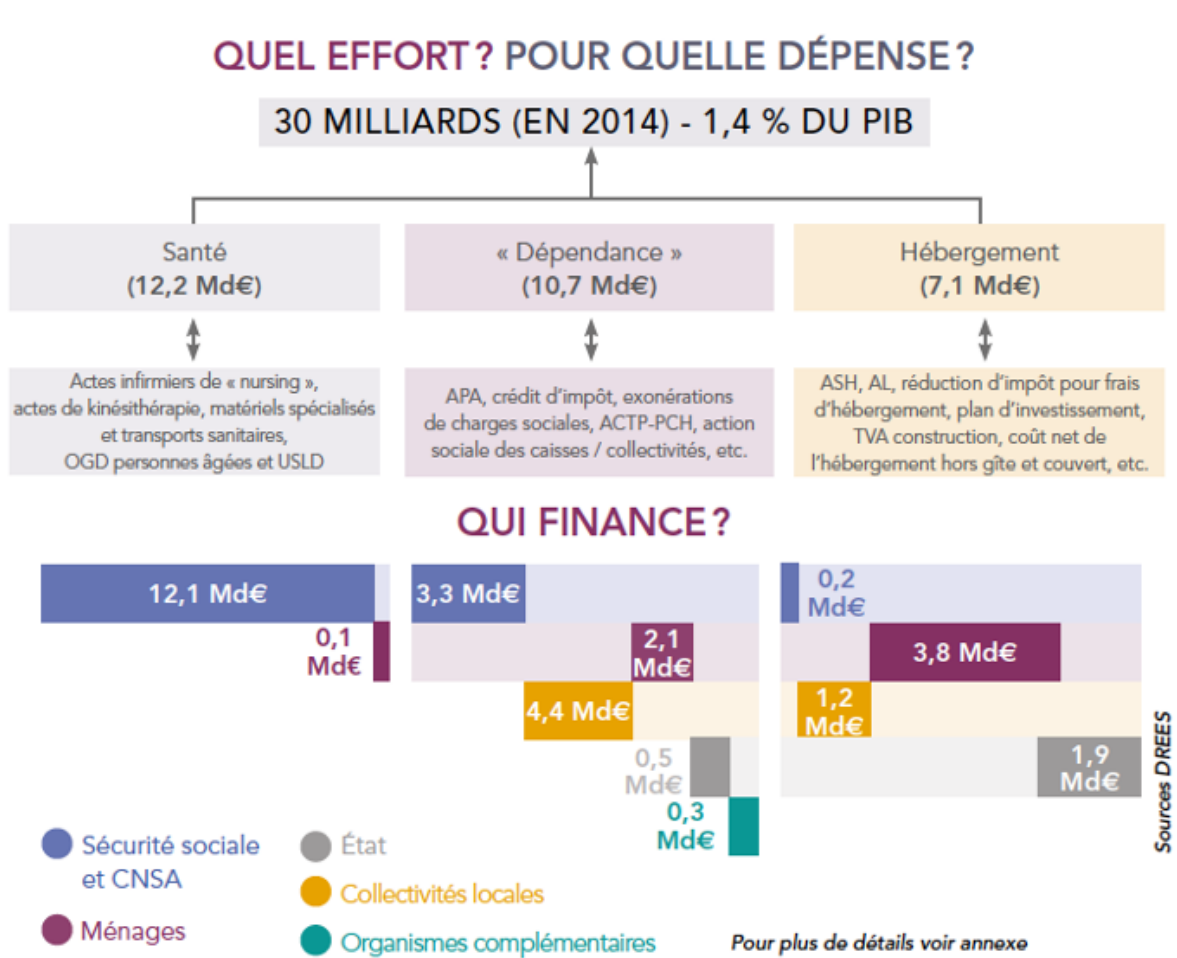 QUEL EFFORT ? POUR QUELLE DÉPENSE ?
30 MILLIARDS (EN 2014) - 1,4 % DU PIB
Santé
(12,2 Md€)
« Dépendance »
(10,7 Md€)
Hébergement
(7,1 Md€)
Actes infirmiers de « nursing »,
actes de kinésithérapie, matériels spécialisés
et transports sanitaires,
OGD personnes âgées et USLD
APA, crédit d'impôt, exonérations
de charges sociales, ACTP-PCH, action
sociale des caisses / collectivités, etc.
ASH, AL, réduction d'impôt pour frais
d'hébergement, plan d'investissement,
TVA construction, coût net de
l'hébergement hors gîte et couvert, etc.
QUI FINANCE ?
12,1 Md€
0,1
Md€
3,3 Md€
2,1
Md€
4,4 Md€
0,5
Md€
0,3
Md€
0,2
Md€
3,8 Md€
1,2
Md€
1,9
Md€
Sources DREES
Sécurité sociale
et CNSA
Ménages
État
Collectivités locales
Organismes complémentaires
Pour plus de détails voir annexe